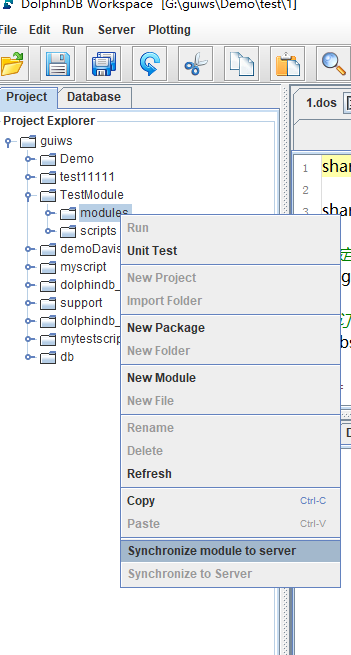 DolphinDB Workspace [G:\guiws\Demo\test\1]
File Edit Run Server Plotting
Project Database
Project Explorer
guiws
Demo
test11111
TestModule
modules
scripts
demoDavis
myscript
dolphindb_
support
dolphindb_
mytestscrip
db
Run
Unit Test
New Project
Import Folder
New Package
New Folder
New Module
New File
Rename
Delete
Refresh
Copy Ctrl-C
Paste Ctrl-V
Synchronize module to server
Synchronize to Server
1.dos
1 shar
2
3 shar